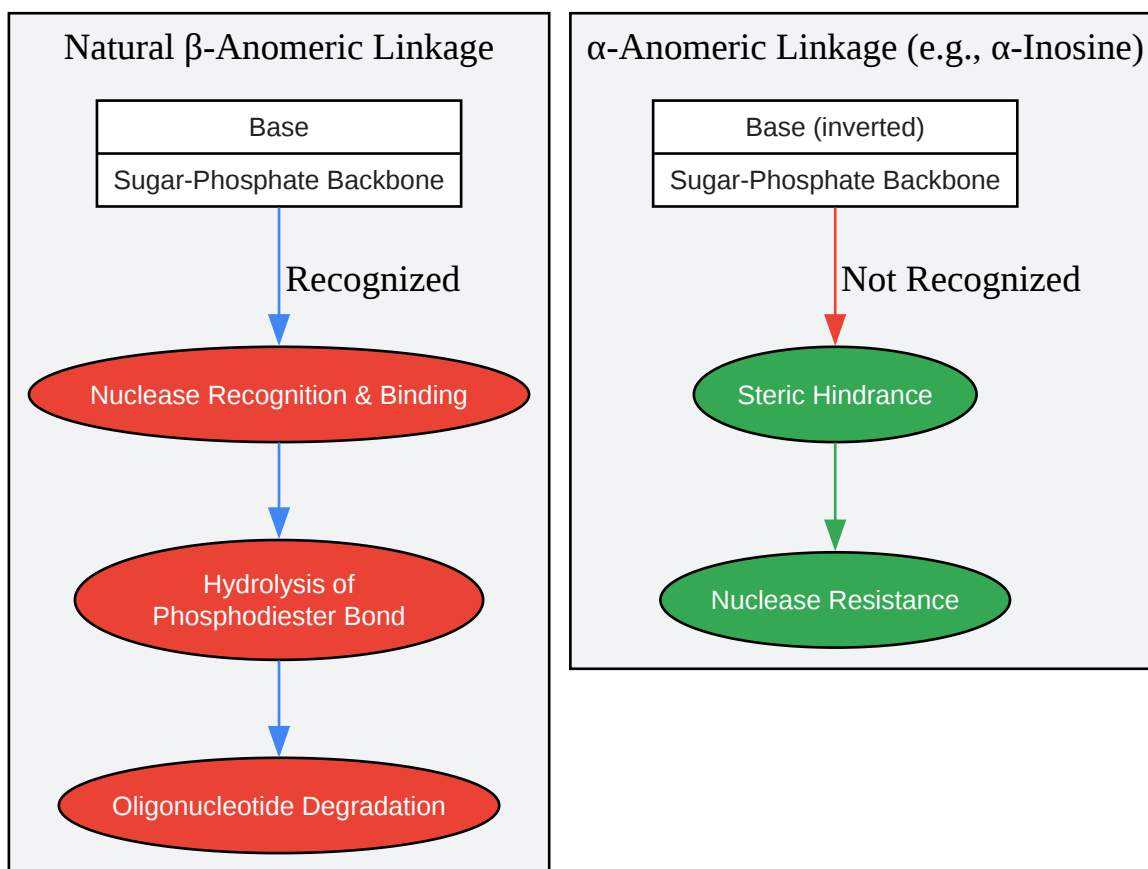 Natural β-Anomeric Linkage
Base
Sugar-Phosphate Backbone
Recognized
Nuclease Recognition & Binding
Hydrolysis of
Phosphodiester Bond
Oligonucleotide Degradation
α-Anomeric Linkage (e.g., α-Inosine)
Base (inverted)
Sugar-Phosphate Backbone
Not Recognized
Steric Hindrance
Nuclease Resistance